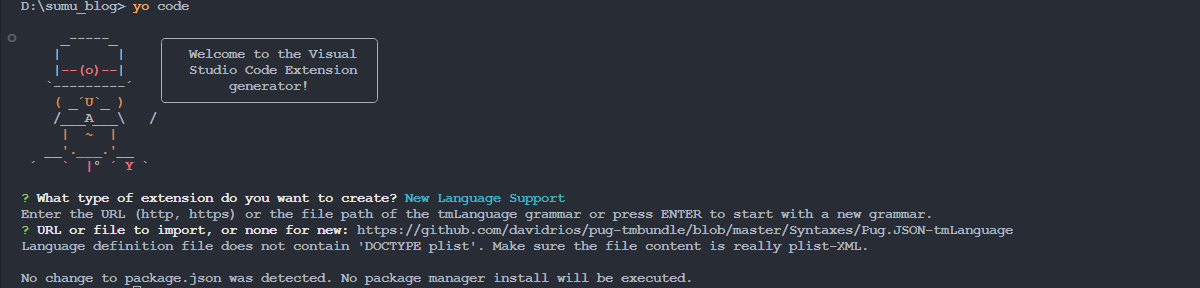 D:\sumu_blog> yo code
     _-----_
    |       |
    |--(o)--|
   `---------´
    ( _´U`_ )
    /___A___\   /
     |  ~  |
   __'.___.'__
 ´   `  |° ´ Y `
Welcome to the Visual
Studio Code Extension
generator!
? What type of extension do you want to create? New Language Support
Enter the URL (http, https) or the file path of the tmLanguage grammar or press ENTER to start with a new grammar.
? URL or file to import, or none for new: https://github.com/davidrios/pug-tmbundle/blob/master/Syntaxes/Pug.JSON-tmLanguage
Language definition file does not contain 'DOCTYPE plist'. Make sure the file content is really plist-XML.
No change to package.json was detected. No package manager install will be executed.